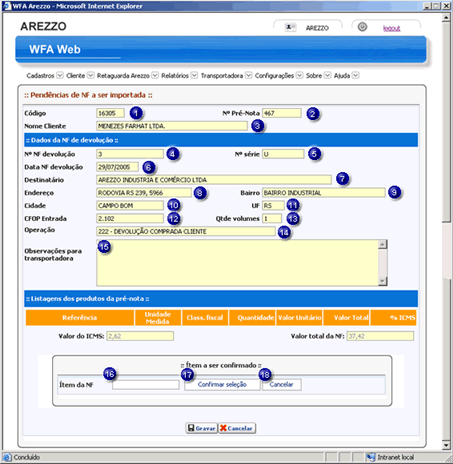 WFA Arezzo - Microsoft Internet Explorer
AREZZO
AREZZO
logout
WFA Web
Cadastros Cliente Retaguarda Arezzo Relatórios Transportadora Configurações Sobre Ajuda
:: Pendências de NF a ser importada ::
Código 16305 1 Nº Pré-Nota 467 2
Nome Cliente MENEZES FARHAT LTDA. 3
:: Dados da NF de devolução ::
Nº NF devolução 3 4 Nº série U 5
Data NF devolução 29/07/2005 6
Destinatário AREZZO INDUSTRIA E COMÉRCIO LTDA 7
Endereço RODOVIA RS 239, 5966 8 Bairro BAIRRO INDUSTRIAL 9
Cidade CAMPO BOM 10 UF RS 11
CFOP Entrada 2.102 12 Qtde volumes 1 13
Operação 222 - DEVOLUÇÃO COMPRADA CLIENTE 14
Observações para transportadora 15
:: Listagens dos produtos da pré-nota ::
Referência Unidade Medida Class. fiscal Quantidade Valor Unitário Valor Total % ICMS
Valor do ICMS: 2,62 Valor total da NF: 37,42
:: Ítem a ser confirmado ::
16 17 18
Ítem da NF Confirmar seleção Cancelar
Gravar Cancelar
Concluído Intranet local